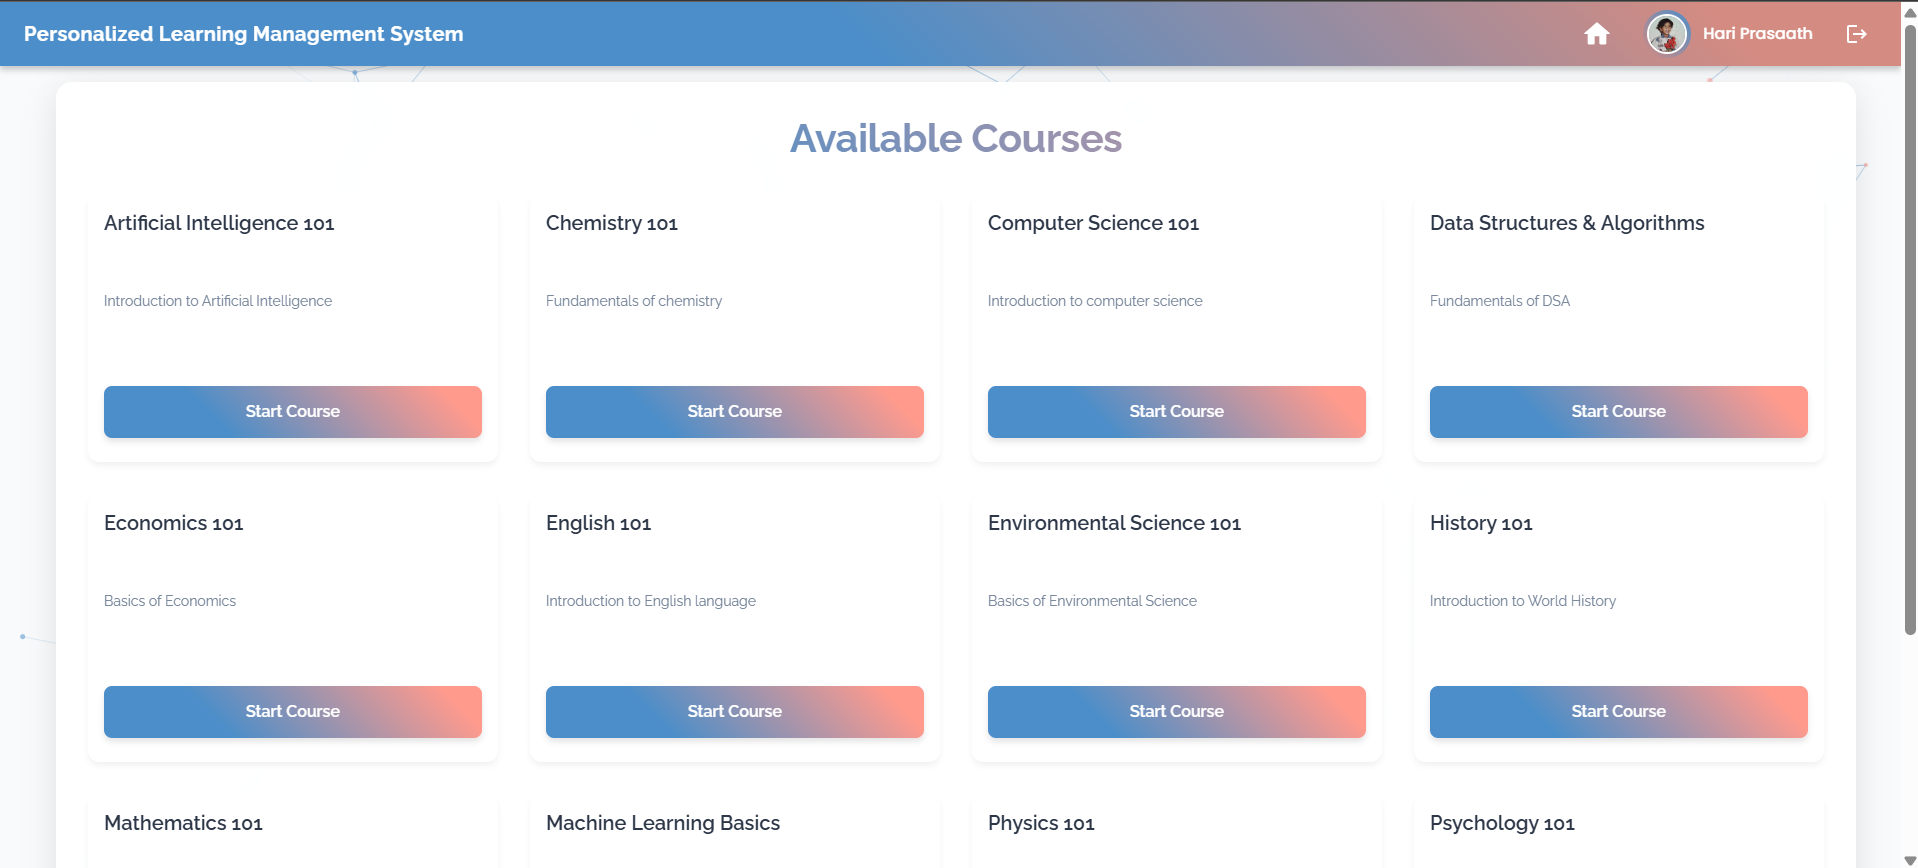 Personalized Learning Management System
Hari Prasaath
Available Courses
Artificial Intelligence 101
Chemistry 101
Computer Science 101
Data Structures & Algorithms
Introduction to Artificial Intelligence
Fundamentals of chemistry
Introduction to computer science
Fundamentals of DSA
Start Course
Start Course
Start Course
Start Course
Economics 101
English 101
Environmental Science 101
History 101
Basics of Economics
Introduction to English language
Basics of Environmental Science
Introduction to World History
Start Course
Start Course
Start Course
Start Course
Mathematics 101
Machine Learning Basics
Physics 101
Psychology 101